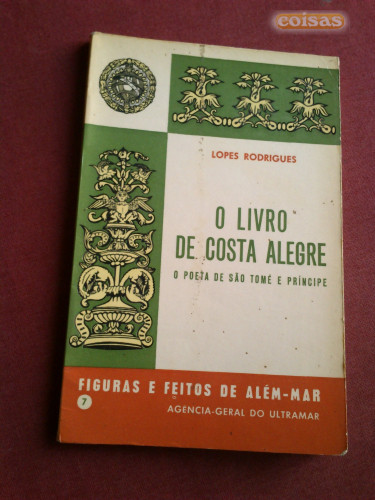 coisas
LOPES RODRIGUES
O LIVRO
DE COSTA ALEGRE
O POETA DE SÃO TOMÉ E PRÍNCIPE
FIGURAS E FEITOS DE ALÉM-MAR
7
AGENCIA-GERAL DO ULTRAMAR